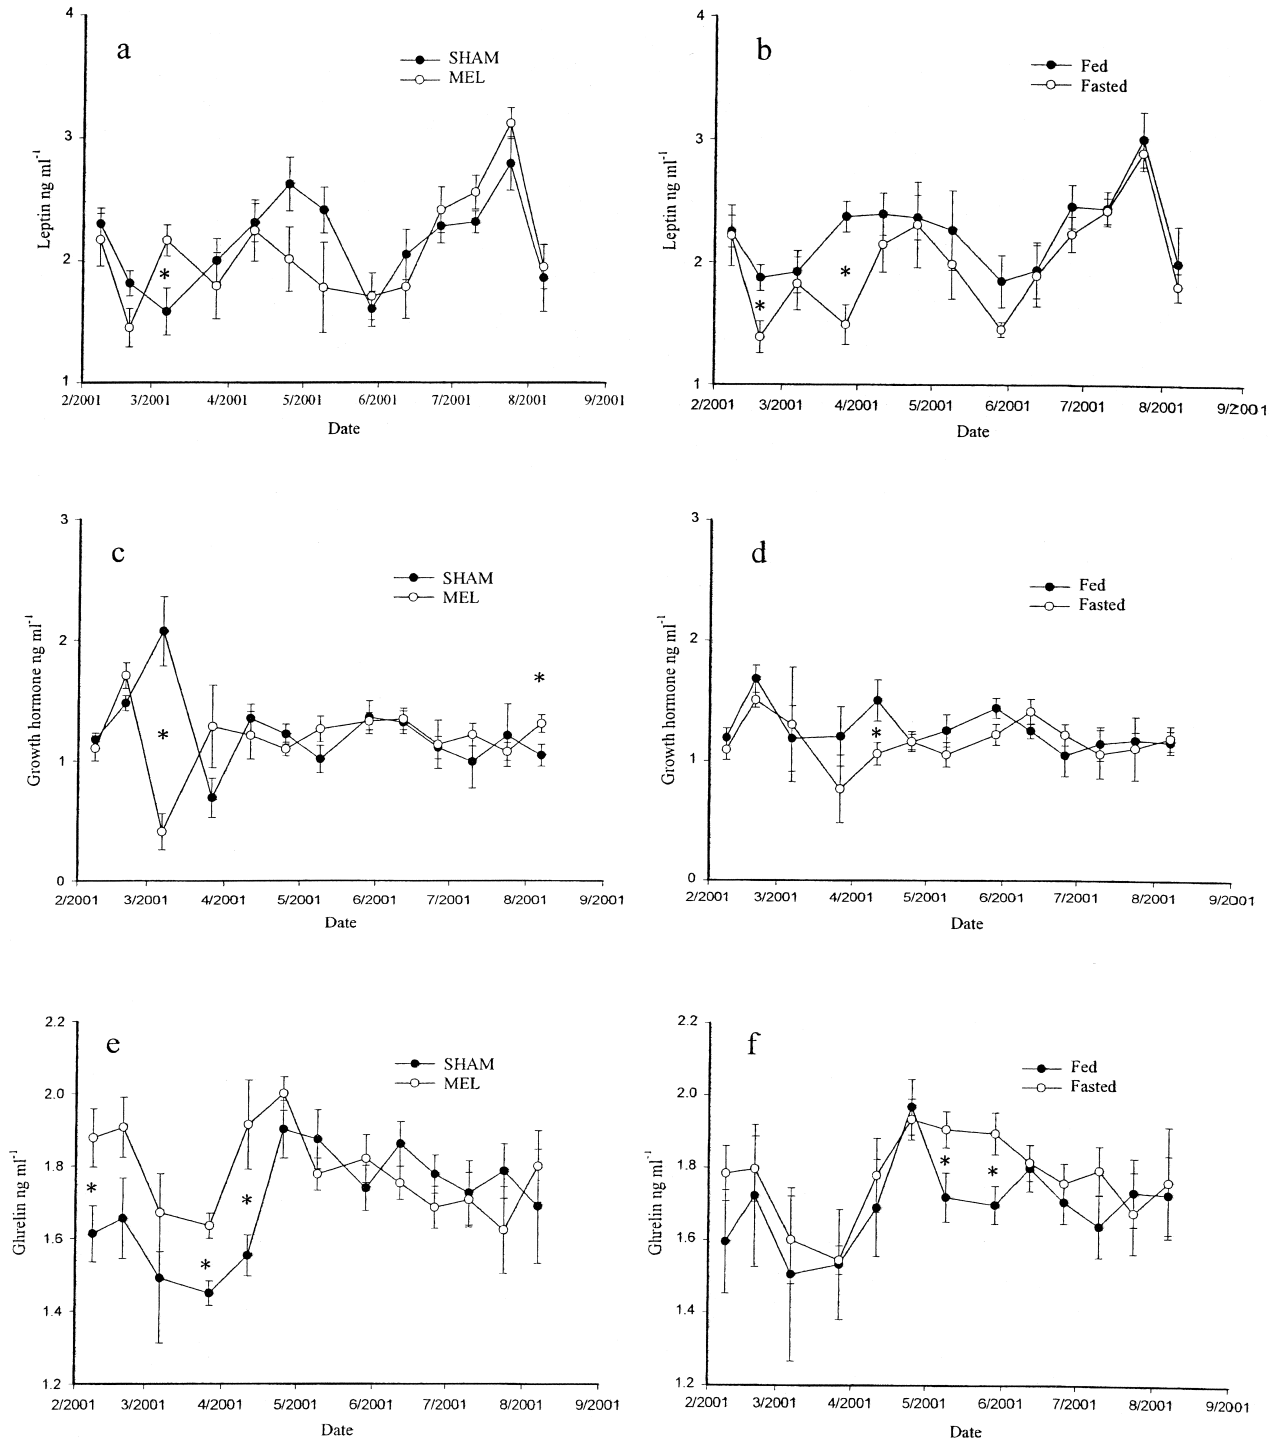 a
SHAM
MEL
Leptin ng ml-1
4
3
2
1
2/2001 3/2001 4/2001 5/2001 6/2001 7/2001 8/2001 9/2001
Date
b
Fed
Fasted
Leptin ng ml-1
4
3
2
1
2/2001 3/2001 4/2001 5/2001 6/2001 7/2001 8/2001 9/2001
Date
c
SHAM
MEL
Growth hormone ng ml-1
3
2
1
0
2/2001 3/2001 4/2001 5/2001 6/2001 7/2001 8/2001 9/2001
Date
d
Fed
Fasted
Growth hormone ng ml-1
3
2
1
0
2/2001 3/2001 4/2001 5/2001 6/2001 7/2001 8/2001 9/2001
Date
e
SHAM
MEL
Ghrelin ng ml-1
2.2
2.0
1.8
1.6
1.4
1.2
2/2001 3/2001 4/2001 5/2001 6/2001 7/2001 8/2001 9/2001
Date
f
Fed
Fasted
Ghrelin ng ml-1
2.2
2.0
1.8
1.6
1.4
1.2
2/2001 3/2001 4/2001 5/2001 6/2001 7/2001 8/2001 9/2001
Date